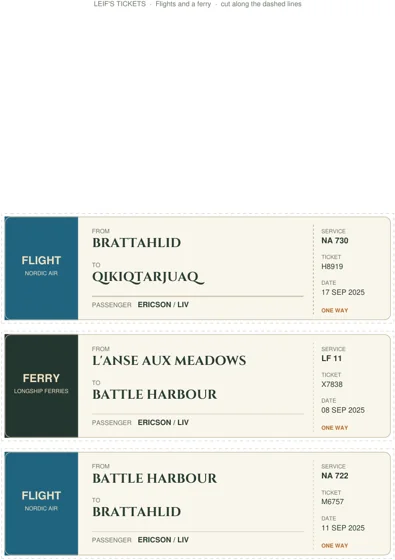 LEIF'S TICKETS · Flights and a ferry · cut along the dashed lines
FLIGHT
NORDIC AIR
FROM
BRATTAHLID
TO
QIKIQTARJUAQ
PASSENGER ERICSON / LIV
SERVICE
NA 730
TICKET
H8919
DATE
17 SEP 2025
ONE WAY
FERRY
LONGSHIP FERRIES
FROM
L'ANSE AUX MEADOWS
TO
BATTLE HARBOUR
PASSENGER ERICSON / LIV
SERVICE
LF 11
TICKET
X7838
DATE
08 SEP 2025
ONE WAY
FLIGHT
NORDIC AIR
FROM
BATTLE HARBOUR
TO
BRATTAHLID
PASSENGER ERICSON / LIV
SERVICE
NA 722
TICKET
M6757
DATE
11 SEP 2025
ONE WAY